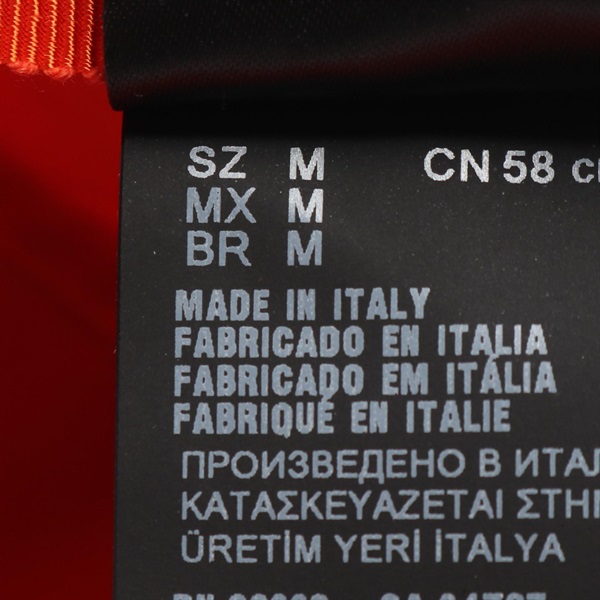 SZ M CN 58
MX M
BR M
MADE IN ITALY
FABRICADO EN ITALIA
FABRICADO EM ITÁLIA
FABRIQUÉ EN ITALIE
ПРОИЗВЕДЕНО В
ΚΑΤΑΣΚΕΥΑΖΕΤΑΙ
ÜRETİM YERİ İTALYA